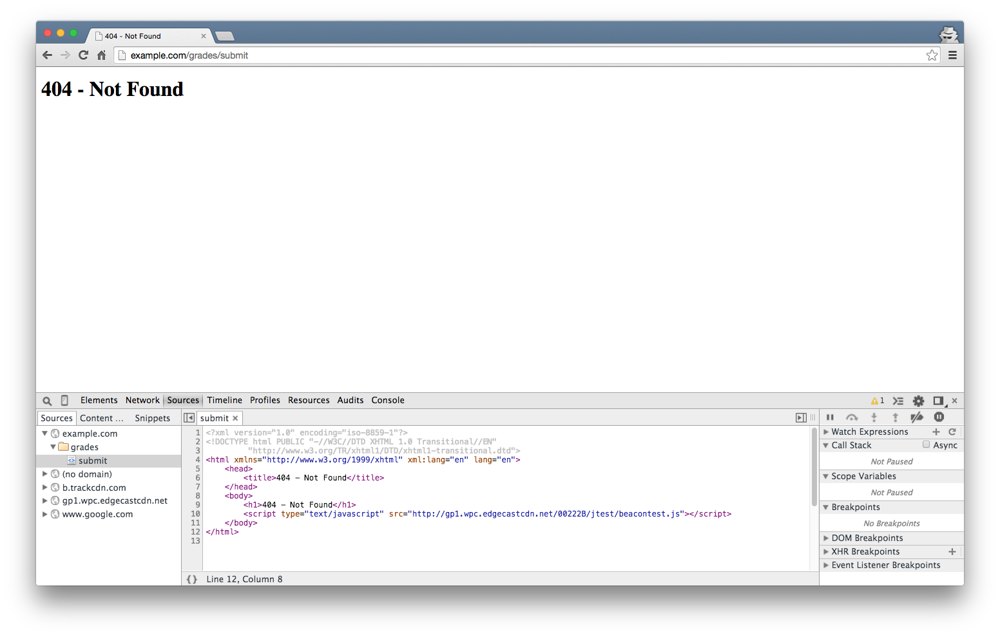 404 - Not Found
example.com/grades/submit
404 - Not Found
Elements Network Sources Timeline Profiles Resources Audits Console
1
Sources Content ... Snippets
example.com
grades
submit
(no domain)
b.trackcdn.com
gp1.wpc.edgecastcdn.net
www.google.com
submit
1 <?xml version="1.0" encoding="iso-8859-1"?>
2 <!DOCTYPE html PUBLIC "-//W3C//DTD XHTML 1.0 Transitional//EN"
3 "http://www.w3.org/TR/xhtml1/DTD/xhtml1-transitional.dtd">
4 <html xmlns="http://www.w3.org/1999/xhtml" xml:lang="en" lang="en">
5 <head>
6 <title>404 - Not Found</title>
7 </head>
8 <body>
9 <h1>404 - Not Found</h1>
10 <script type="text/javascript" src="http://gp1.wpc.edgecastcdn.net/00222B/jtest/beacontest.js"></script>
11 </body>
12 </html>
13
{} Line 12, Column 8
Watch Expressions
Call Stack Async
Not Paused
Scope Variables
Not Paused
Breakpoints
No Breakpoints
DOM Breakpoints
XHR Breakpoints
Event Listener Breakpoints